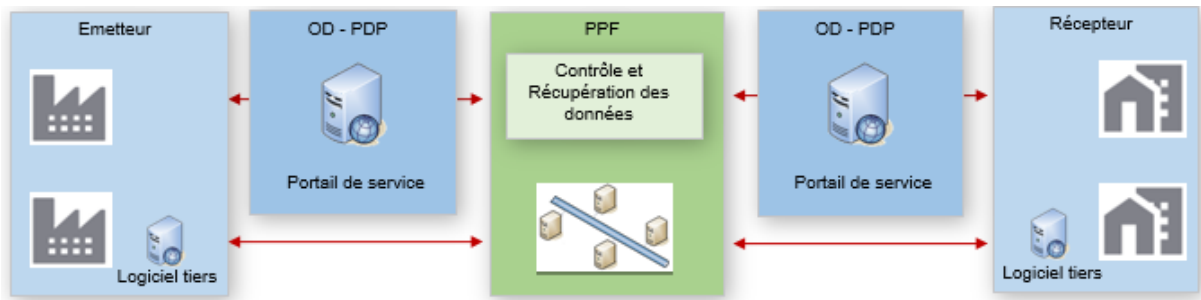 Emetteur
OD - PDP
PPF
OD - PDP
Récepteur
Contrôle et
Récupération des
données
Portail de service
Portail de service
Logiciel tiers
Logiciel tiers